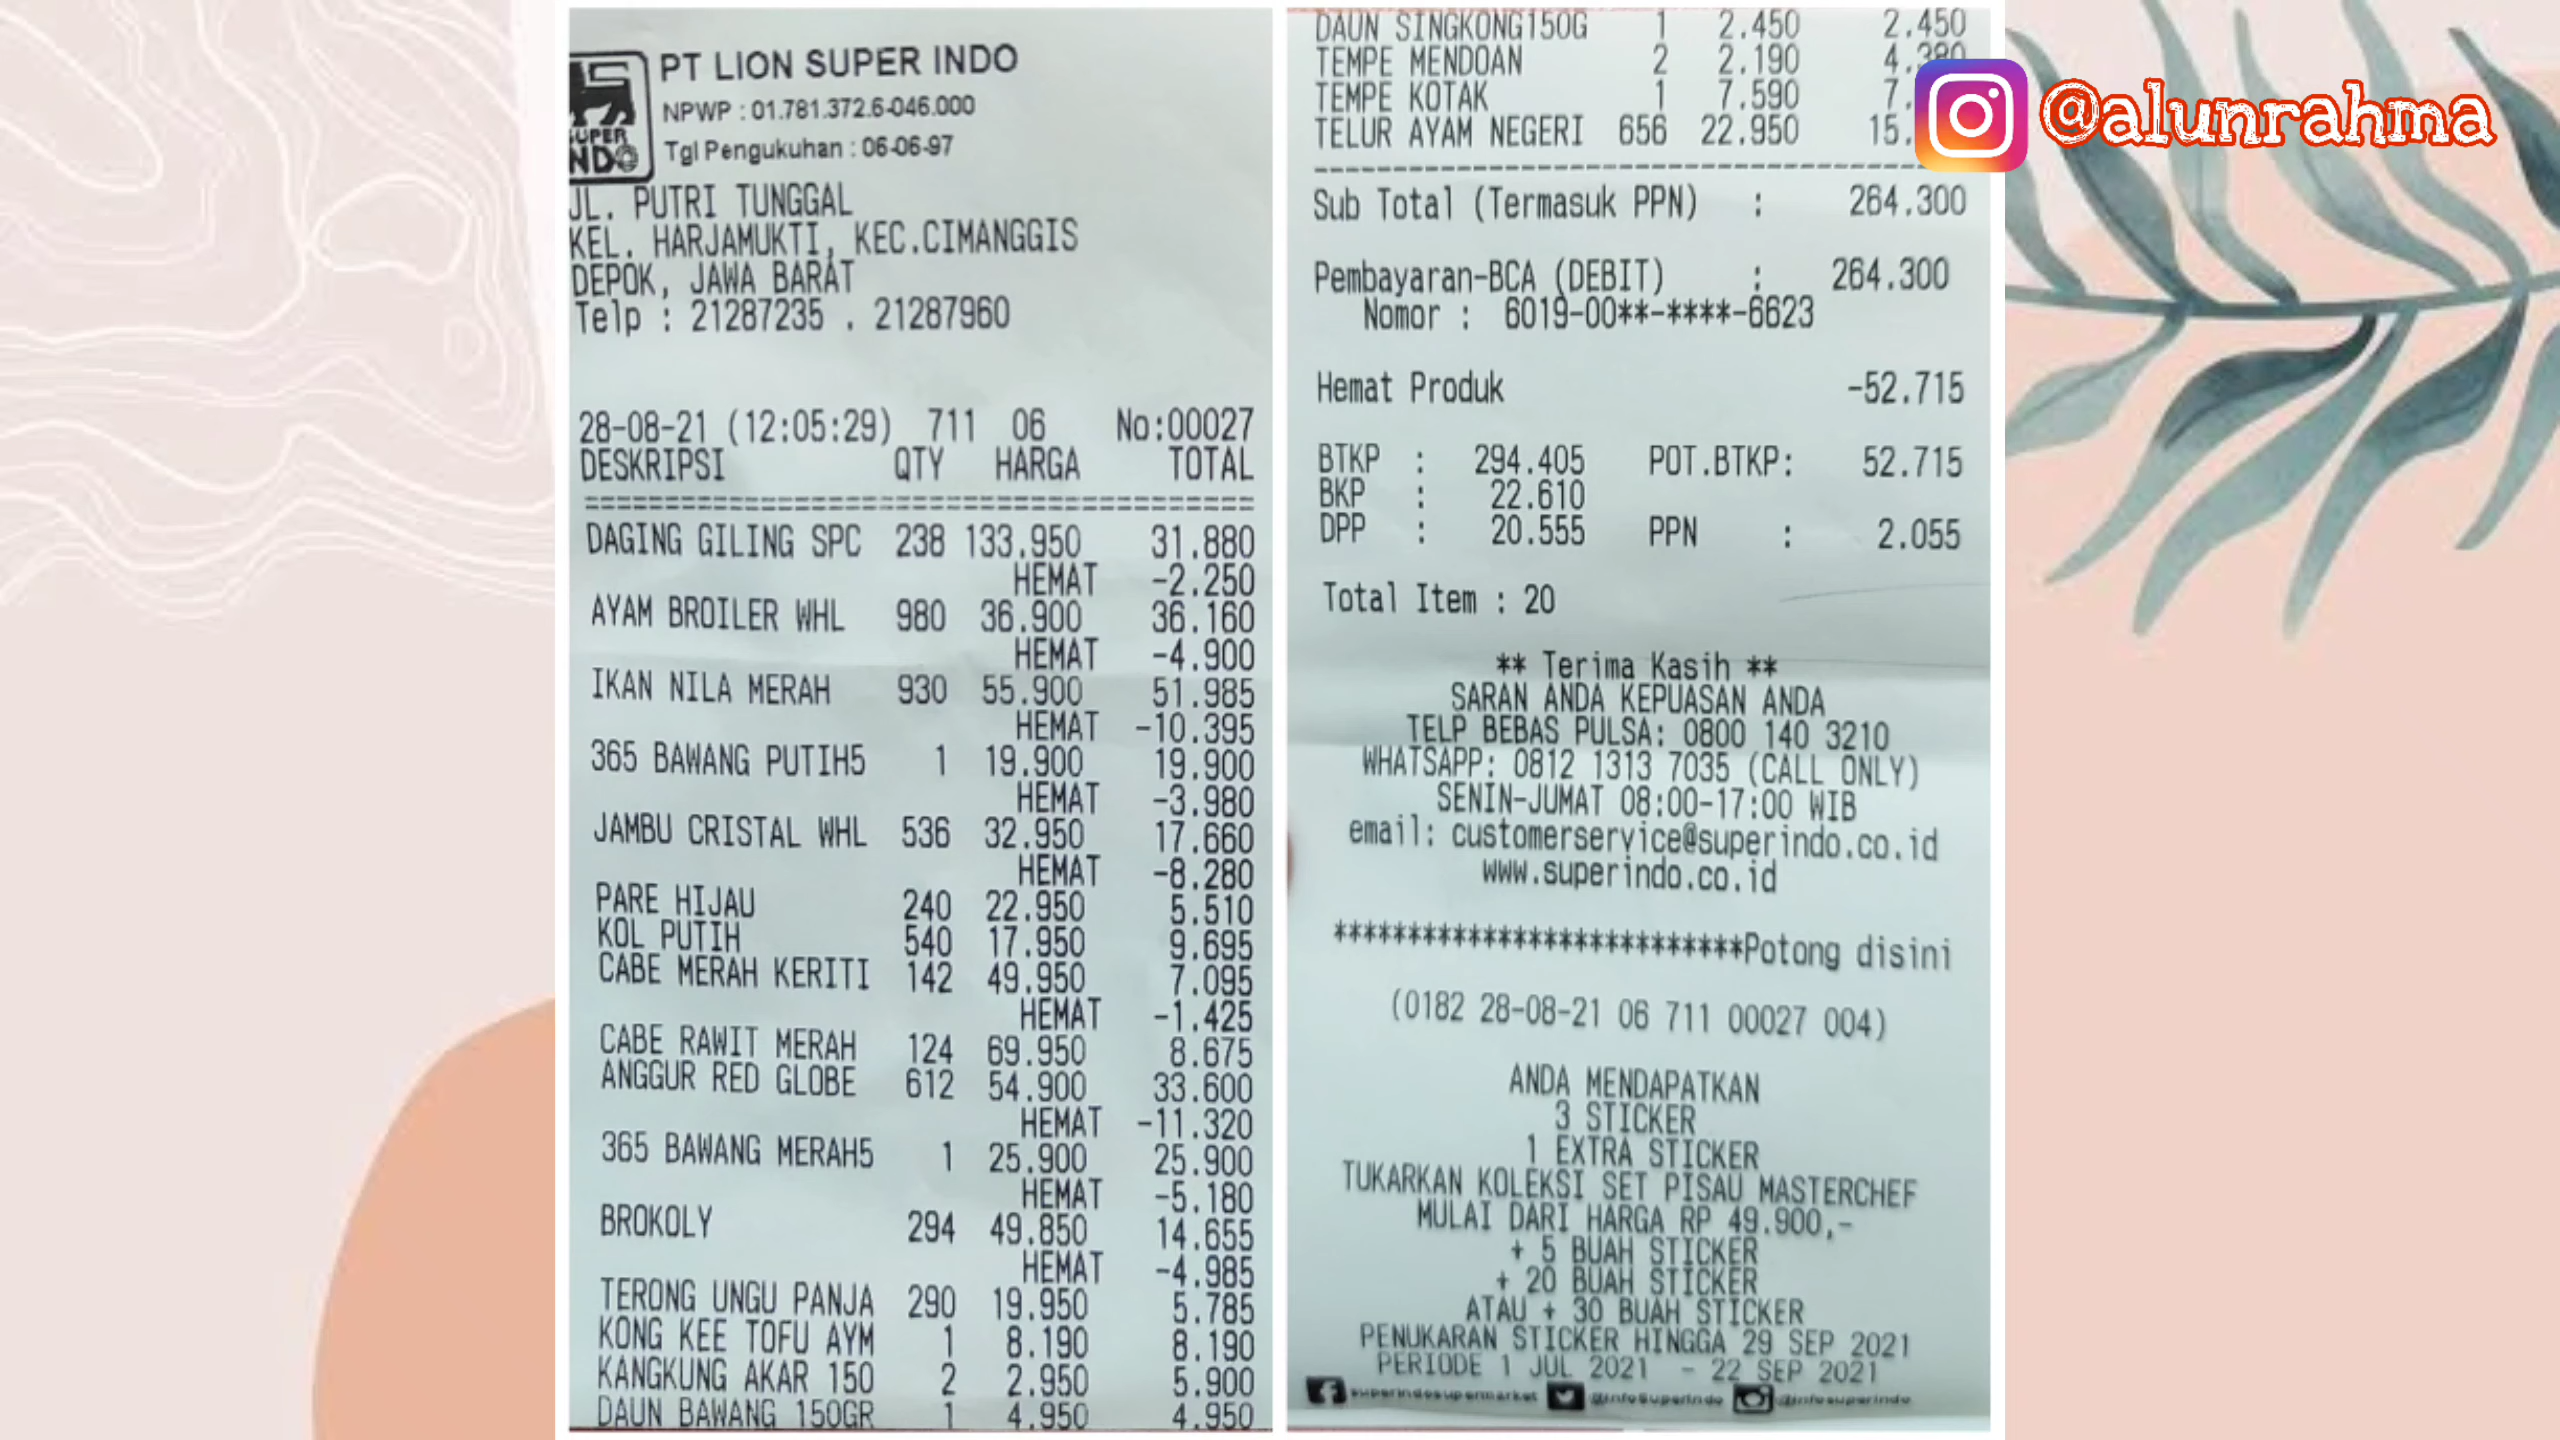 SUPER
INDO
PT LION SUPER INDO
NPWP : 01.781.372.6-046.000
Tgl Pengukuhan : 06-06-97
JL. PUTRI TUNGGAL
KEL. HARJAMUKTI, KEC.CIMANGGIS
DEPOK, JAWA BARAT
Telp : 21287235 . 21287960
28-08-21 (12:05:29) 711 06 No:00027
DESKRIPSI QTY HARGA TOTAL
DAGING GILING SPC 238 133.950 31.880
HEMAT -2.250
AYAM BROILER WHL 980 36.900 36.160
HEMAT -4.900
IKAN NILA MERAH 930 55.900 51.985
HEMAT -10.395
365 BAWANG PUTIH5 1 19.900 19.900
HEMAT -3.980
JAMBU CRISTAL WHL 536 32.950 17.660
HEMAT -8.280
PARE HIJAU 240 22.950 5.510
KOL PUTIH 540 17.950 9.695
CABE MERAH KERITI 142 49.950 7.095
HEMAT -1.425
CABE RAWIT MERAH 124 69.950 8.675
ANGGUR RED GLOBE 612 54.900 33.600
HEMAT -11.320
365 BAWANG MERAH5 1 25.900 25.900
HEMAT -5.180
BROKOLY 294 49.850 14.655
HEMAT -4.985
TERONG UNGU PANJA 290 19.950 5.785
KONG KEE TOFU AYM 1 8.190 8.190
KANGKUNG AKAR 150 2 2.950 5.900
DAUN BAWANG 150GR 1 4.950 4.950
DAUN SINGKONG150G 1 2.450 2.450
TEMPE MENDOAN 2 2.190 4.380
TEMPE KOTAK 1 7.590 7.
TELUR AYAM NEGERI 656 22.950 15.
Sub Total (Termasuk PPN) : 264.300
Pembayaran-BCA (DEBIT) : 264.300
Nomor : 6019-00**-****-6623
Hemat Produk -52.715
BTKP : 294.405 POT.BTKP: 52.715
BKP : 22.610
DPP : 20.555 PPN : 2.055
Total Item : 20
** Terima Kasih **
SARAN ANDA KEPUASAN ANDA
TELP BEBAS PULSA: 0800 140 3210
WHATSAPP: 0812 1313 7035 (CALL ONLY)
SENIN-JUMAT 08:00-17:00 WIB
email: customerservice@superindo.co.id
www.superindo.co.id
***************************Potong disini
(0182 28-08-21 06 711 00027 004)
ANDA MENDAPATKAN
3 STICKER
1 EXTRA STICKER
TUKARKAN KOLEKSI SET PISAU MASTERCHEF
MULAI DARI HARGA RP 49.900,-
+ 5 BUAH STICKER
+ 20 BUAH STICKER
ATAU + 30 BUAH STICKER
PENUKARAN STICKER HINGGA 29 SEP 2021
PERIODE 1 JUL 2021 - 22 SEP 2021
superindosupermarket @infoSuperIndo @infosuperindo
@alunrahma